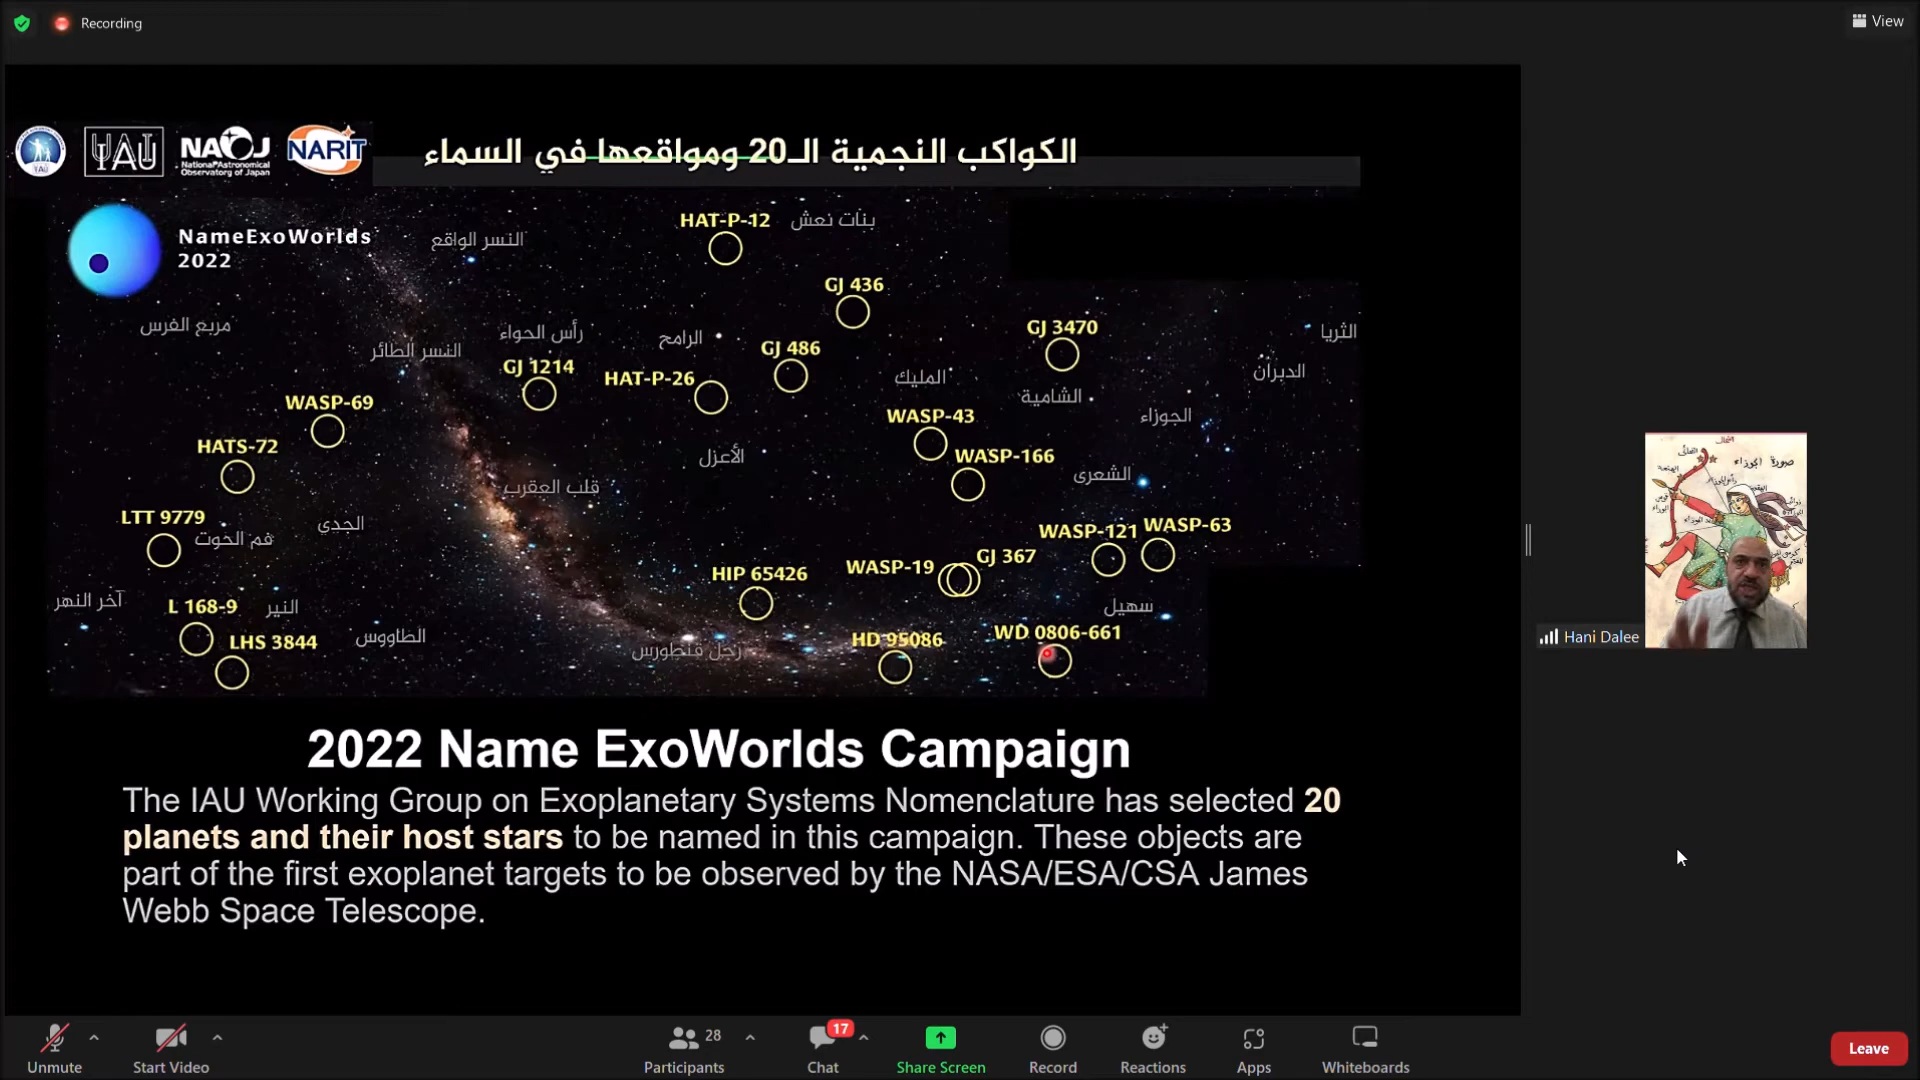 Recording
View
IAU
IAU
NAOJ
National Astronomical
Observatory of Japan
NARIT
الكواكب النجمية الـ20 ومواقعها في السماء
NameExoWorlds
2022
HAT-P-12
بنات نعش
النسر الواقع
GJ 436
مربع الفرس
رأس الحواء
الرامح
GJ 3470
الثريا
النسر الطائر
GJ 486
GJ 1214
HAT-P-26
المليك
الدبران
WASP-69
الشامية
WASP-43
الجوزاء
HATS-72
الأعزل
WASP-166
قلب العقرب
الشعرى
LTT 9779
فم الحوت
الجدي
WASP-121
WASP-63
HIP 65426
WASP-19
GJ 367
آخر النهر
L 168-9
النير
سهيل
LHS 3844
الطاووس
رجل قنطورس
HD 95086
WD 0806-661
2022 Name ExoWorlds Campaign
The IAU Working Group on Exoplanetary Systems Nomenclature has selected 20
planets and their host stars to be named in this campaign. These objects are
part of the first exoplanet targets to be observed by the NASA/ESA/CSA James
Webb Space Telescope.
صورة الجوزاء
Hani Dalee
Unmute
Start Video
28
Participants
17
Chat
Share Screen
Record
Reactions
Apps
Whiteboards
Leave